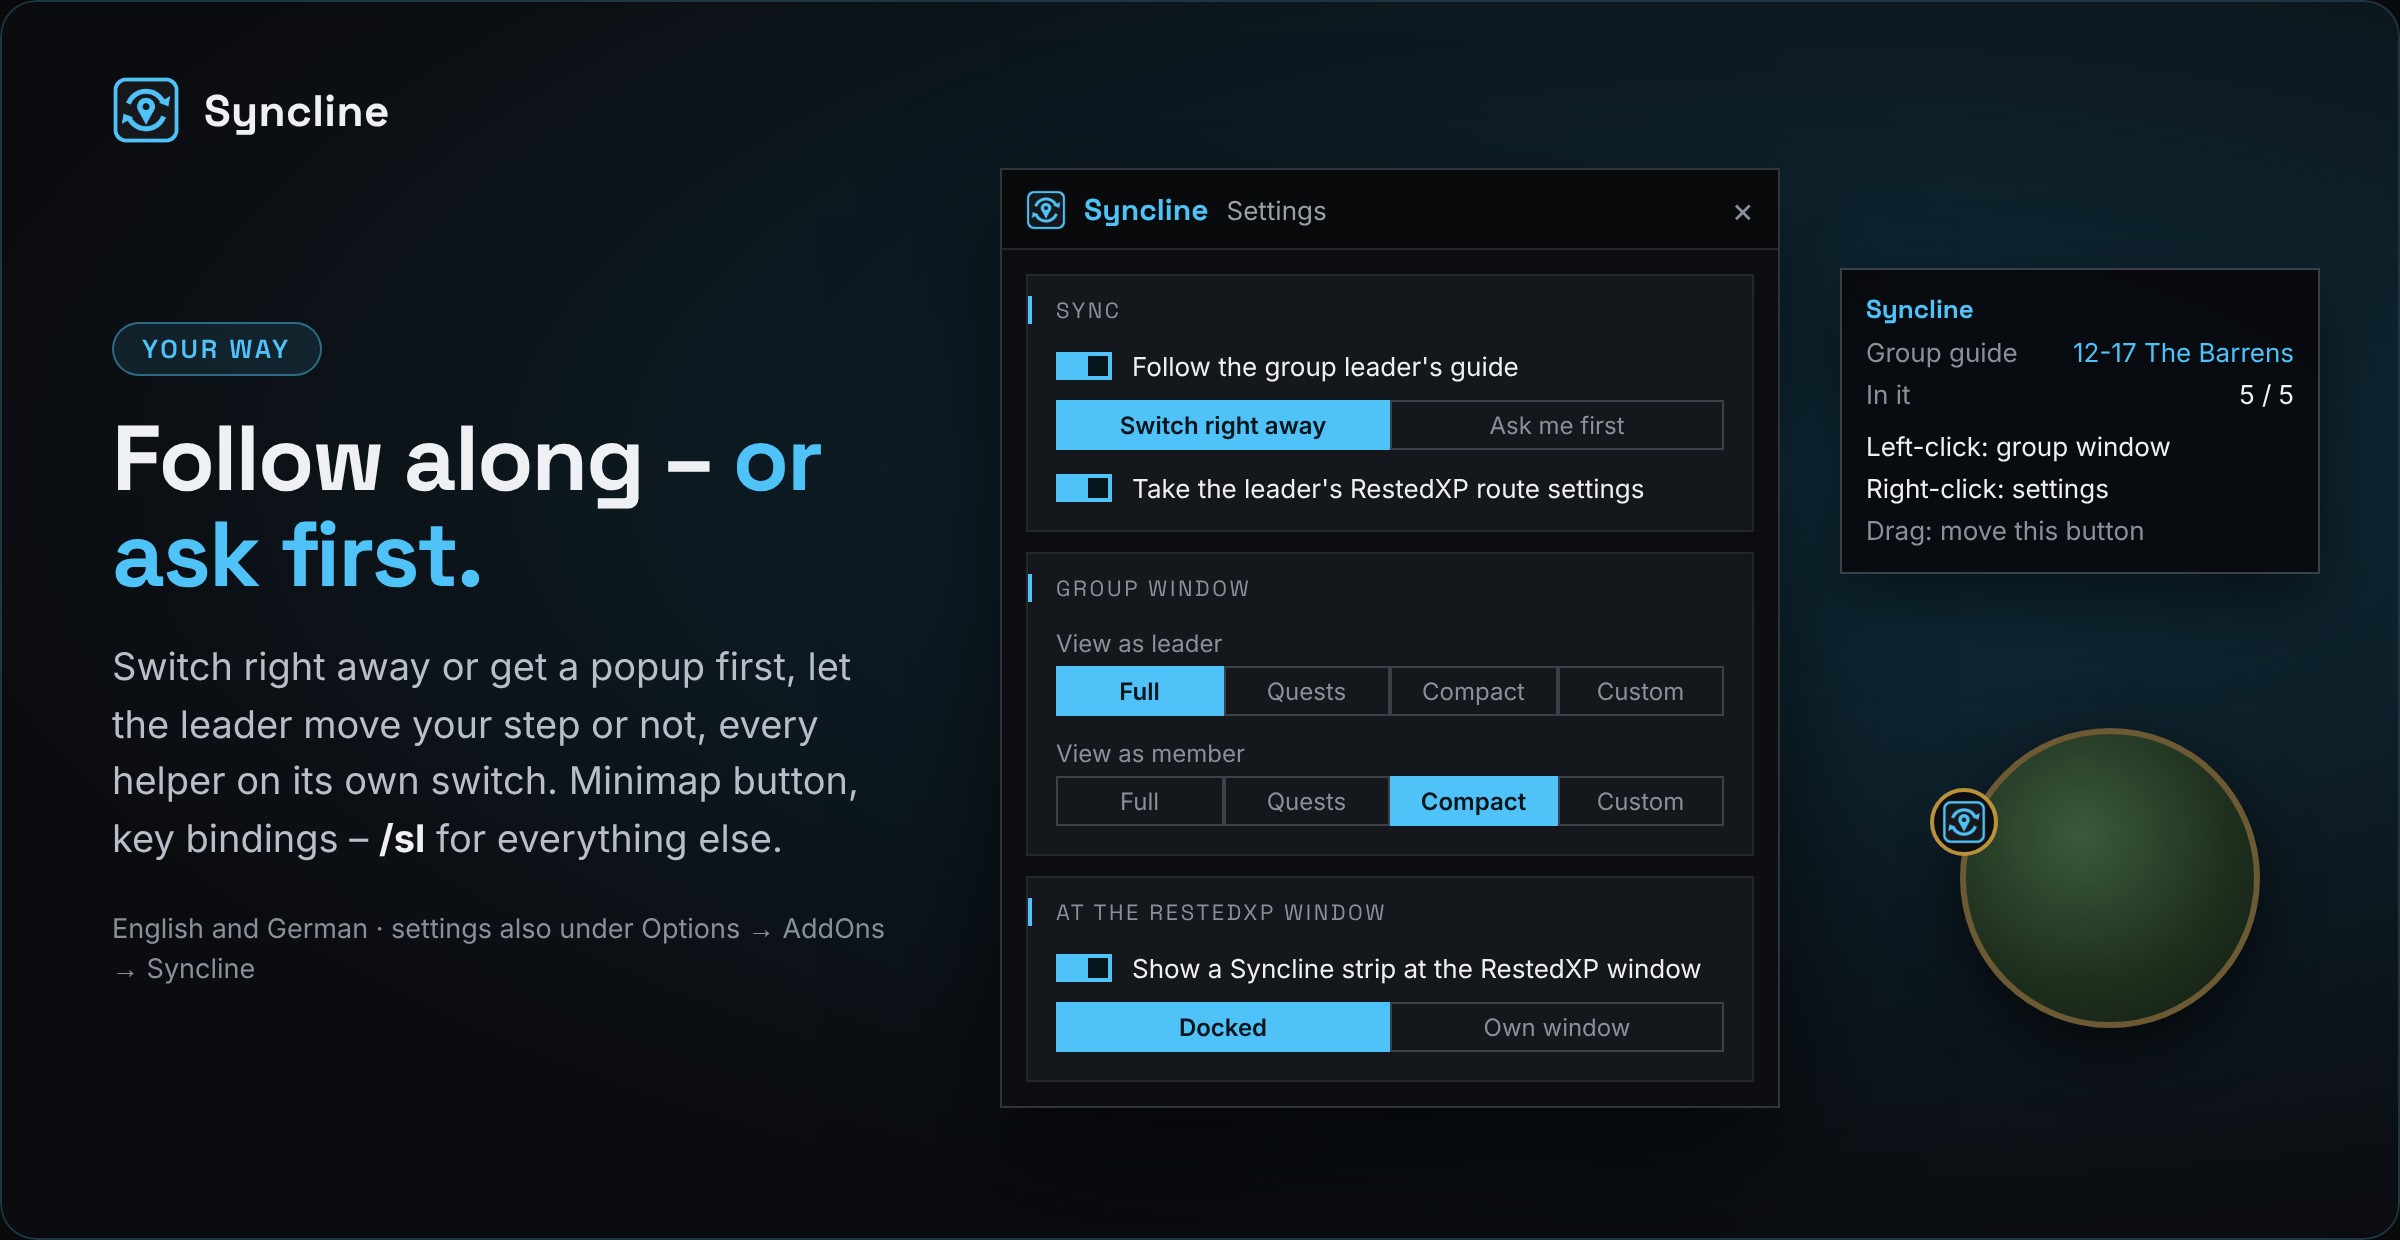 Syncline
YOUR WAY
Follow along – or
ask first.
Switch right away or get a popup first, let
the leader move your step or not, every
helper on its own switch. Minimap button,
key bindings – /sl for everything else.
English and German · settings also under Options → AddOns
→ Syncline
Syncline Settings ×
SYNC
Follow the group leader's guide
Switch right away Ask me first
Take the leader's RestedXP route settings
GROUP WINDOW
View as leader
Full Quests Compact Custom
View as member
Full Quests Compact Custom
AT THE RESTEDXP WINDOW
Show a Syncline strip at the RestedXP window
Docked Own window
Syncline
Group guide 12-17 The Barrens
In it 5 / 5
Left-click: group window
Right-click: settings
Drag: move this button